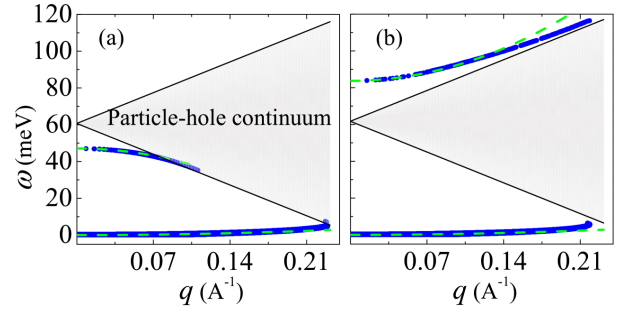 120
100
80
60
40
20
0
ω (meV)
(a)
(b)
Particle-hole continuum
0.07 0.14 0.21
0.07 0.14 0.21
q (A⁻¹)
q (A⁻¹)